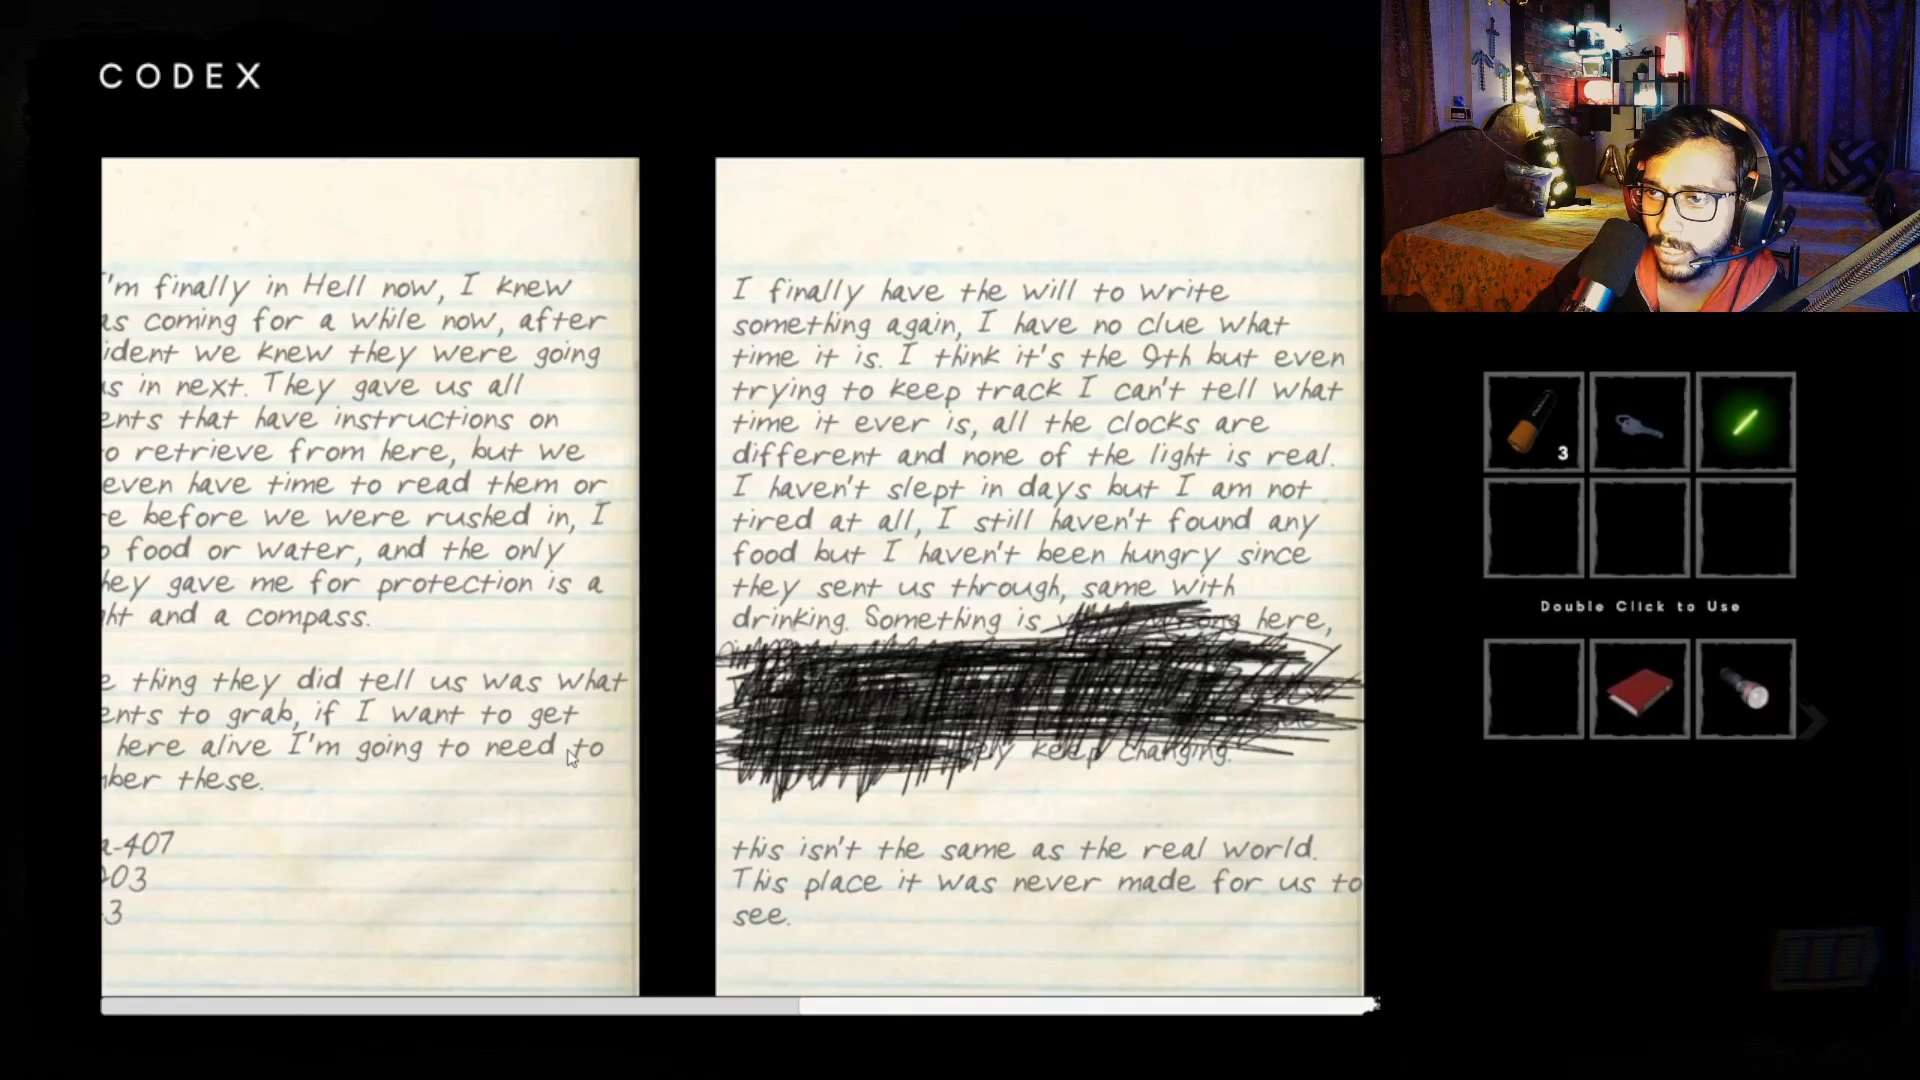 CODEX
I'm finally in Hell now, I knew
as coming for a while now, after
ident we knew they were going
us in next. They gave us all
ents that have instructions on
o retrieve from here, but we
even have time to read them or
re before we were rushed in, I
o food or water, and the only
hey gave me for protection is a
ht and a compass.
e thing they did tell us was what
ents to grab, if I want to get
here alive I'm going to need to
mber these.
a-407
03
-3
I finally have the will to write
something again, I have no clue what
time it is. I think it's the 9th but even
trying to keep track I can't tell what
time it ever is, all the clocks are
different and none of the light is real.
I haven't slept in days but I am not
tired at all, I still haven't found any
food but I haven't been hungry since
they sent us through, same with
drinking. Something is wrong here,
keep changing.
this isn't the same as the real world.
This place it was never made for us to
see.
3
Double Click to Use